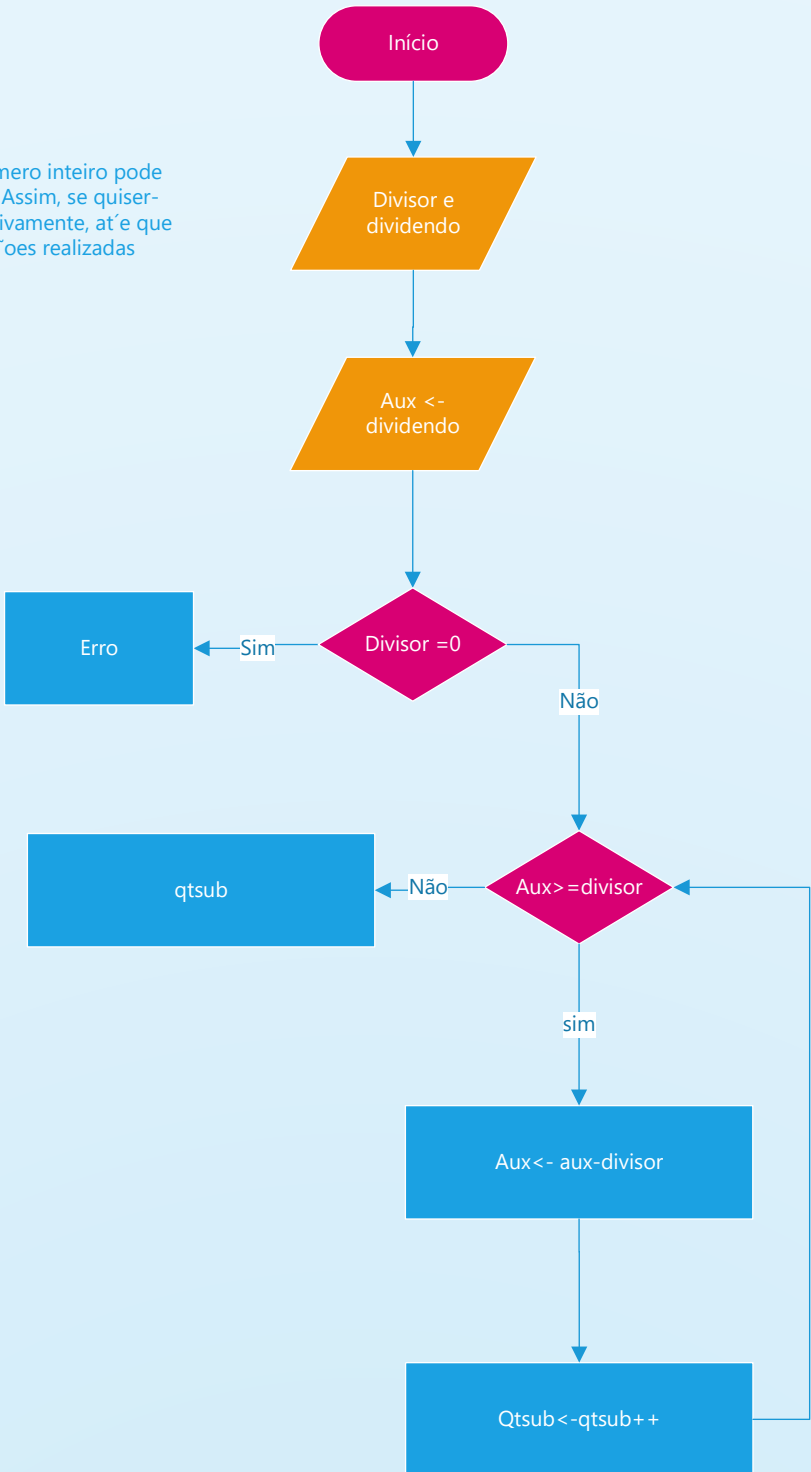 Início
mero inteiro pode
Assim, se quiser-
ivamente, at´e que
˜oes realizadas
Divisor e
dividendo
Aux <-
dividendo
Divisor =0
Sim
Erro
Não
Aux>=divisor
Não
qtsub
sim
Aux<- aux-divisor
Qtsub<-qtsub++